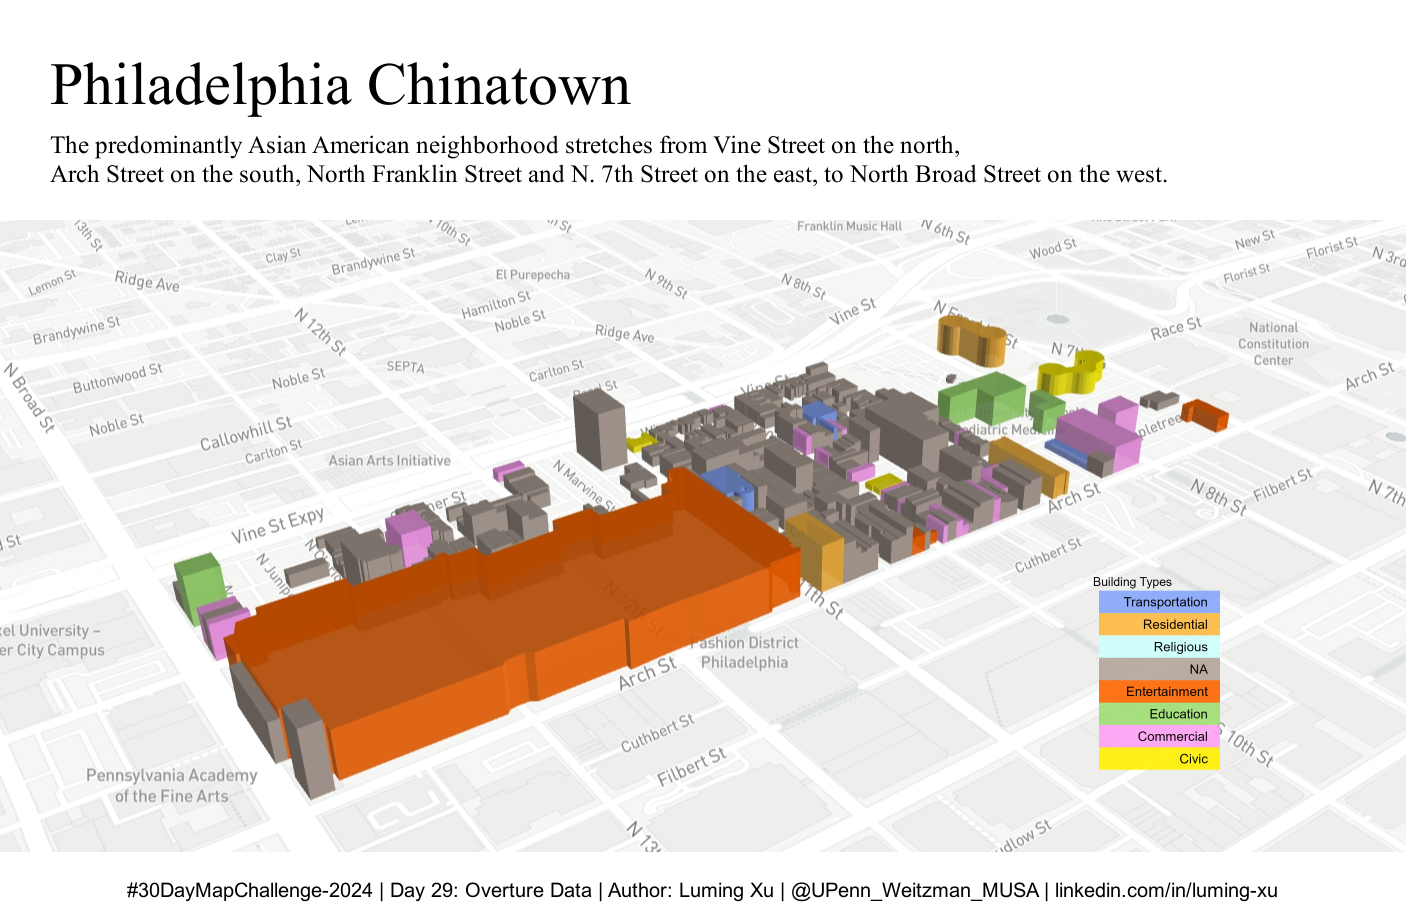 Philadelphia Chinatown
The predominantly Asian American neighborhood stretches from Vine Street on the north,
Arch Street on the south, North Franklin Street and N. 7th Street on the east, to North Broad Street on the west.
13th St
N 10th St
Franklin Music Hall
N 6th St
Clay St
Brandywine St
Wood St
New St
Florist St
N 3rd
Lemon St
Ridge Ave
El Purepecha
N 9th St
N 8th St
Florist St
Hamilton St
Noble St
Vine St
Brandywine St
N 12th St
Ridge Ave
Race St
National
Constitution
Center
N 7
SEPTA
Carlton St
Buttonwood St
Noble St
Arch St
N Broad St
Noble St
Callowhill St
Carlton St
Vine St
Asian Arts Initiative
N Marvine St
Arch St
N 8th St
Filbert St
N 7th
Vine St Expy
Cuthbert St
N 12th St
11th St
Building Types
Transportation
Residential
Religious
NA
Entertainment
Education
Commercial
Civic
University –
er City Campus
Fashion District
Philadelphia
Arch St
Cuthbert St
Filbert St
S 10th St
Pennsylvania Academy
of the Fine Arts
N 13
#30DayMapChallenge-2024 | Day 29: Overture Data | Author: Luming Xu | @UPenn_Weitzman_MUSA | linkedin.com/in/luming-xu